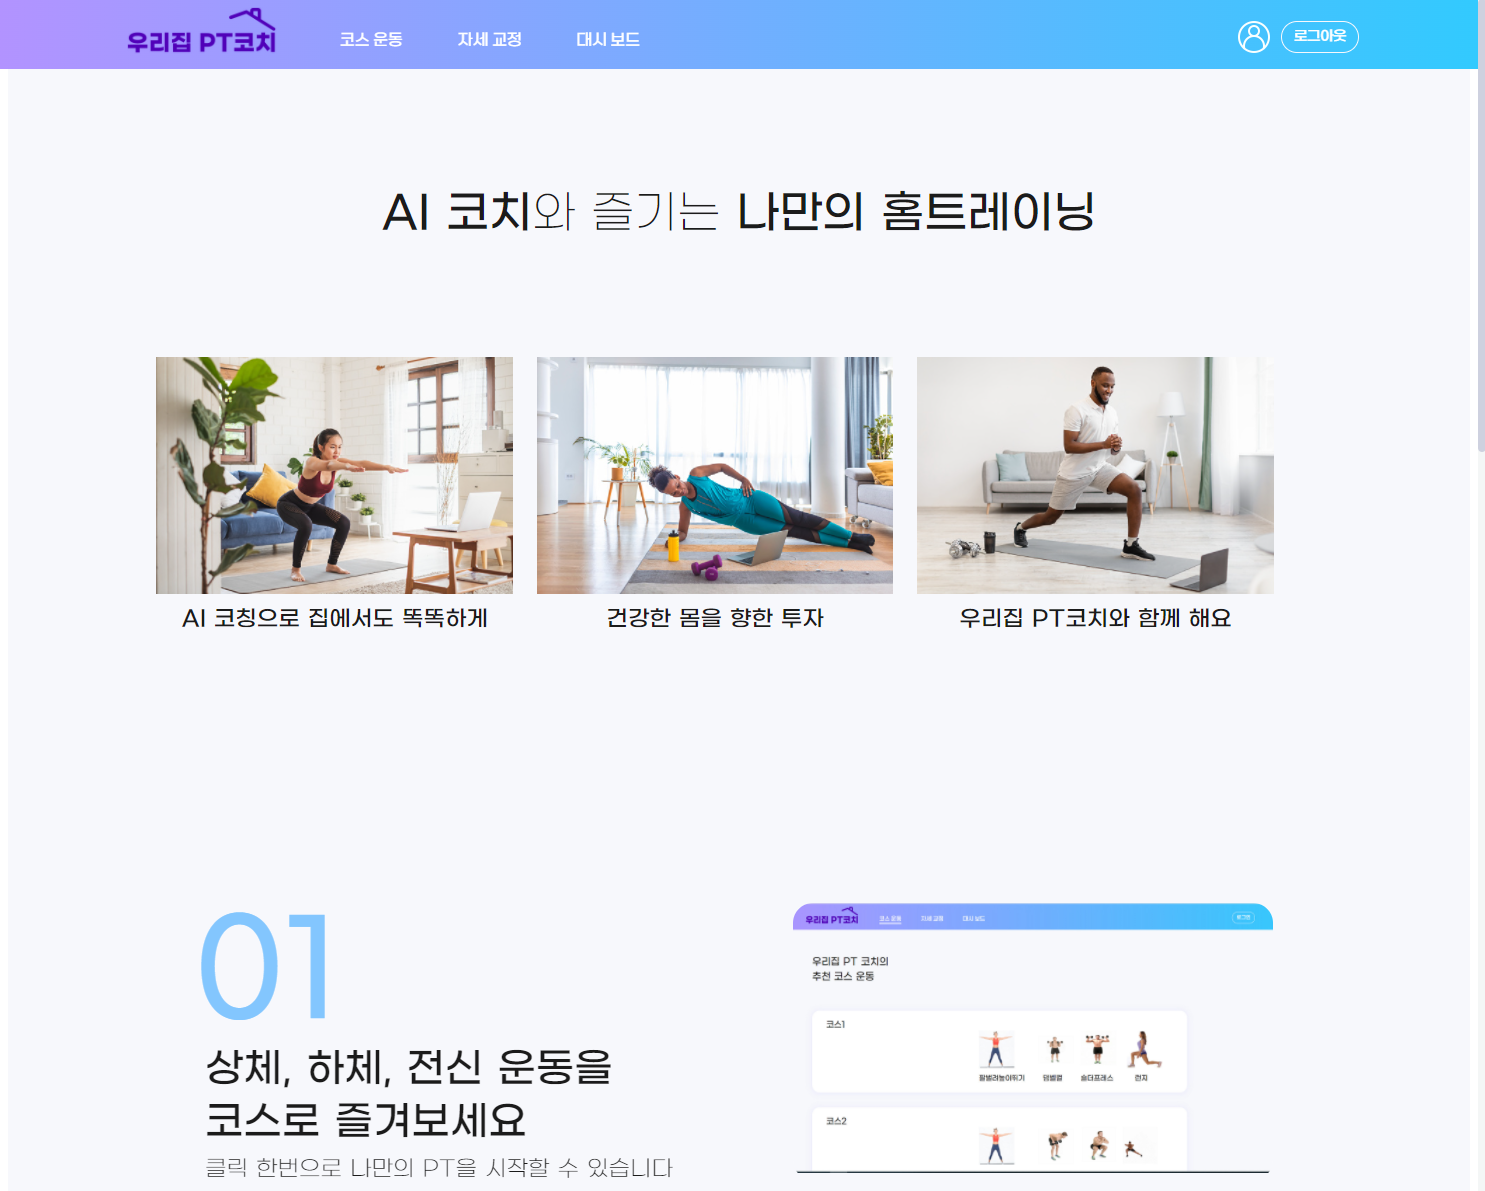 우리집 PT코치
코스 운동
자세 교정
대시 보드
로그아웃
AI 코치와 즐기는 나만의 홈트레이닝
AI 코칭으로 집에서도 똑똑하게
건강한 몸을 향한 투자
우리집 PT코치와 함께 해요
01
상체, 하체, 전신 운동을
코스로 즐겨보세요
클릭 한번으로 나만의 PT을 시작할 수 있습니다
우리집 PT코치
코스 운동
자세 교정
대시 보드
로그인
우리집 PT 코치의
추천 코스 운동
코스1
팔벌려높이뛰기
덤벨컬
숄더프레스
런지
코스2